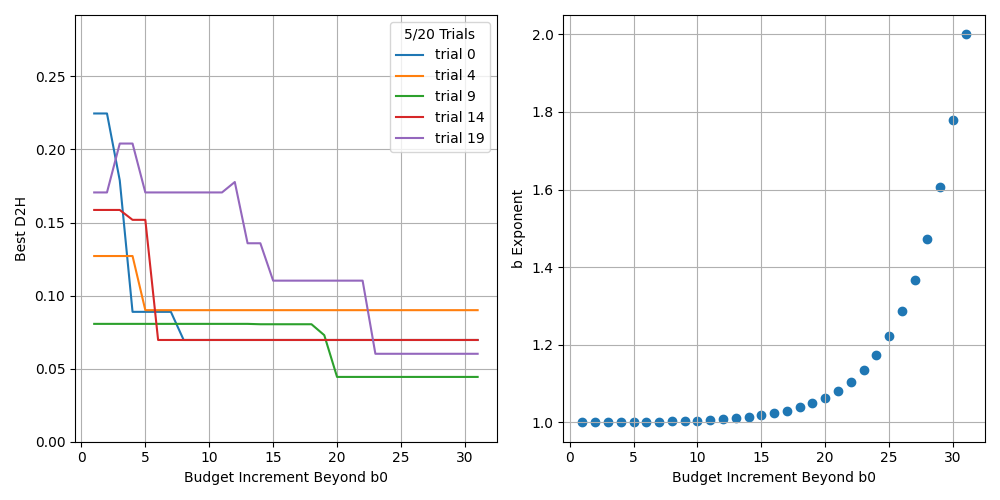 5/20 Trials
trial 0
trial 4
trial 9
trial 14
trial 19
0.25
0.20
0.15
0.10
0.05
0.00
Best D2H
0 5 10 15 20 25 30
Budget Increment Beyond b0
2.0
1.8
1.6
1.4
1.2
1.0
b Exponent
0 5 10 15 20 25 30
Budget Increment Beyond b0